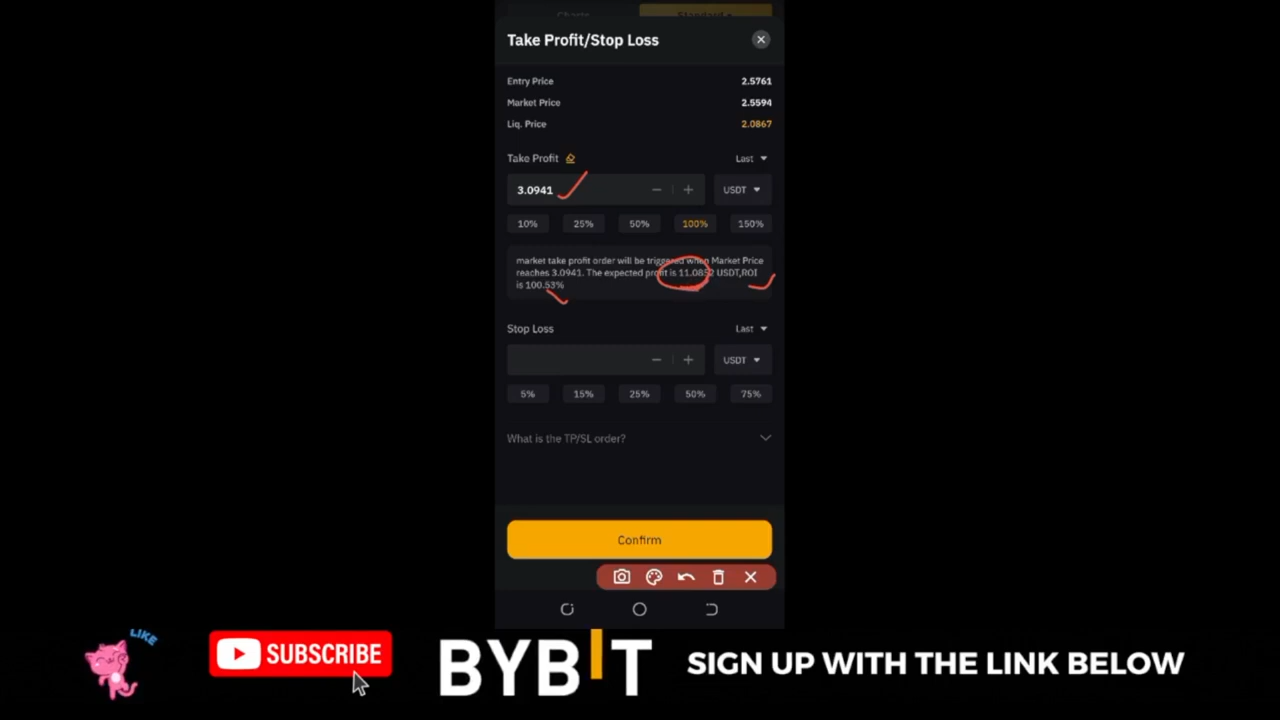 Take Profit/Stop Loss
Entry Price 2.5761
Market Price 2.5594
Liq. Price 2.0867
Take Profit Last
3.0941 USDT
10% 25% 50% 100% 150%
market take profit order will be triggered when Market Price
reaches 3.0941. The expected profit is 11.0852 USDT,ROI
is 100.53%
Stop Loss Last
USDT
5% 15% 25% 50% 75%
What is the TP/SL order?
Confirm
LIKE
SUBSCRIBE
BYBIT
SIGN UP WITH THE LINK BELOW